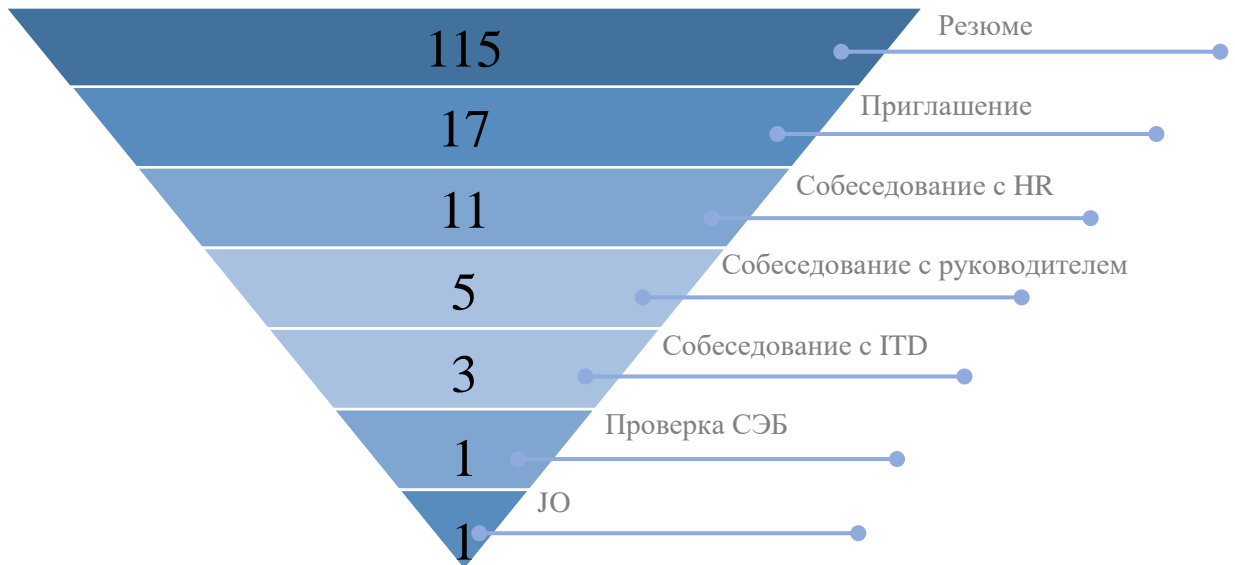 115
Резюме
17
Приглашение
11
Собеседование с HR
5
Собеседование с руководителем
3
Собеседование с ITD
1
Проверка СЭБ
1
JO